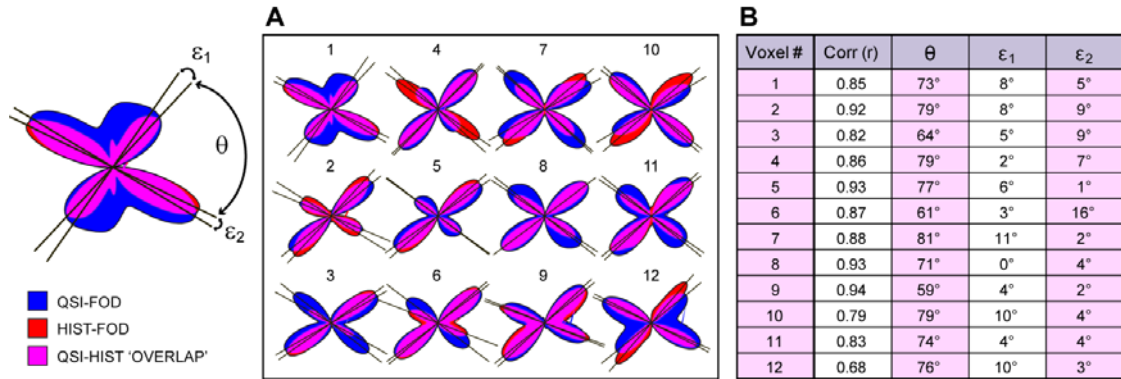 A
B
ε1
θ
ε2
QSI-FOD
HIST-FOD
QSI-HIST ‘OVERLAP’
1 4 7 10
2 5 8 11
3 6 9 12
Voxel # Corr (r) θ ε1 ε2
1 0.85 73° 8° 5°
2 0.92 79° 8° 9°
3 0.82 64° 5° 9°
4 0.86 79° 2° 7°
5 0.93 77° 6° 1°
6 0.87 61° 3° 16°
7 0.88 81° 11° 2°
8 0.93 71° 0° 4°
9 0.94 59° 4° 2°
10 0.79 79° 10° 4°
11 0.83 74° 4° 4°
12 0.68 76° 10° 3°